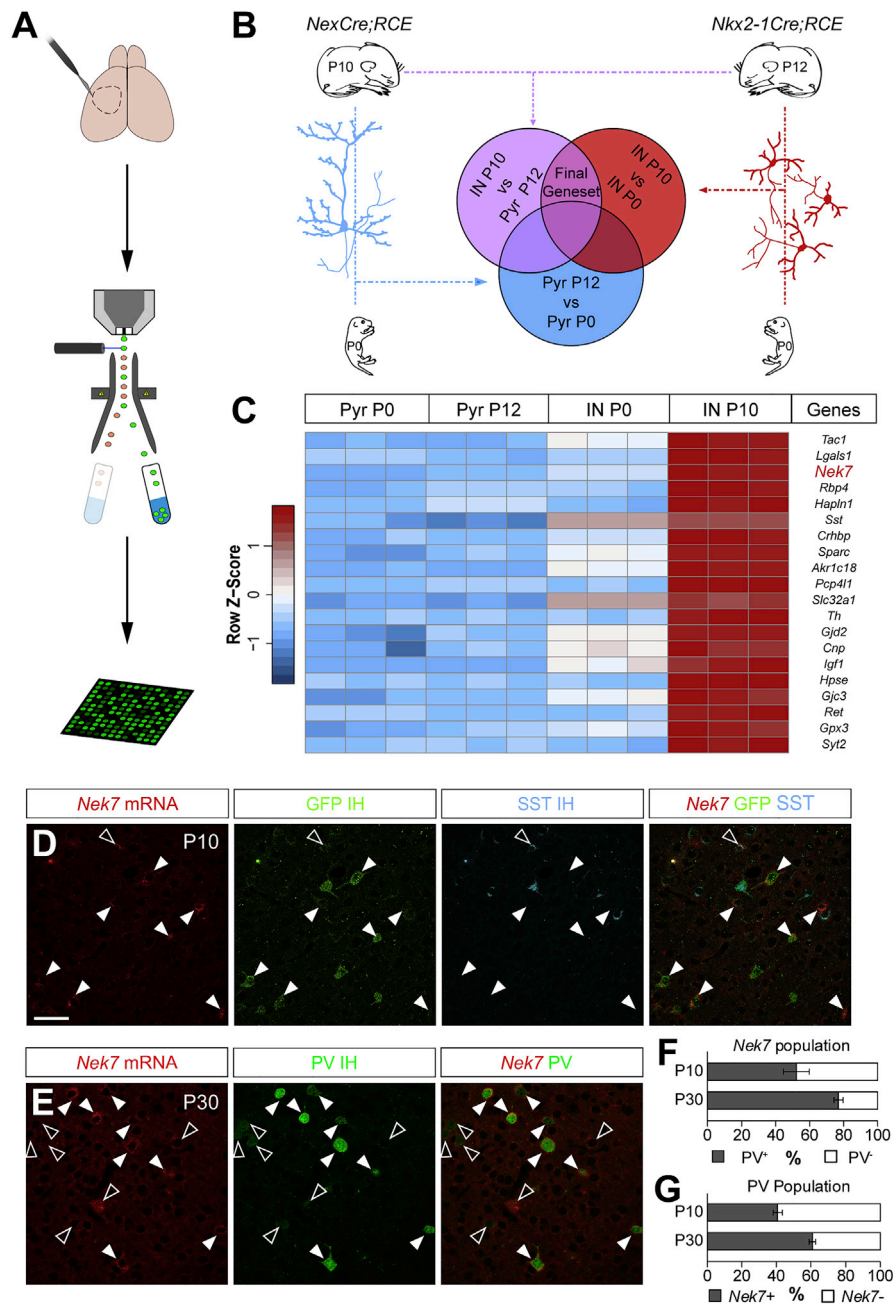 A
B
NexCre;RCE
Nkx2-1Cre;RCE
P10
P12
IN P10
vs
Pyr P12
Final
Geneset
IN P10
vs
IN P0
Pyr P12
vs
Pyr P0
P0
P0
C
Pyr P0 Pyr P12 IN P0 IN P10 Genes
Tac1
Lgals1
Nek7
Rbp4
Hapln1
Sst
Crhbp
Sparc
Akr1c18
Pcp4l1
Slc32a1
Th
Gjd2
Cnp
Igf1
Hpse
Gjc3
Ret
Gpx3
Syt2
Row Z-Score
1
0
-1
Nek7 mRNA GFP IH SST IH Nek7 GFP SST
D P10
Nek7 mRNA PV IH Nek7 PV
E P30
F
Nek7 population
P10
P30
0 20 40 60 80 100
PV+ % PV-
G
PV Population
P10
P30
0 20 40 60 80 100
Nek7+ % Nek7-